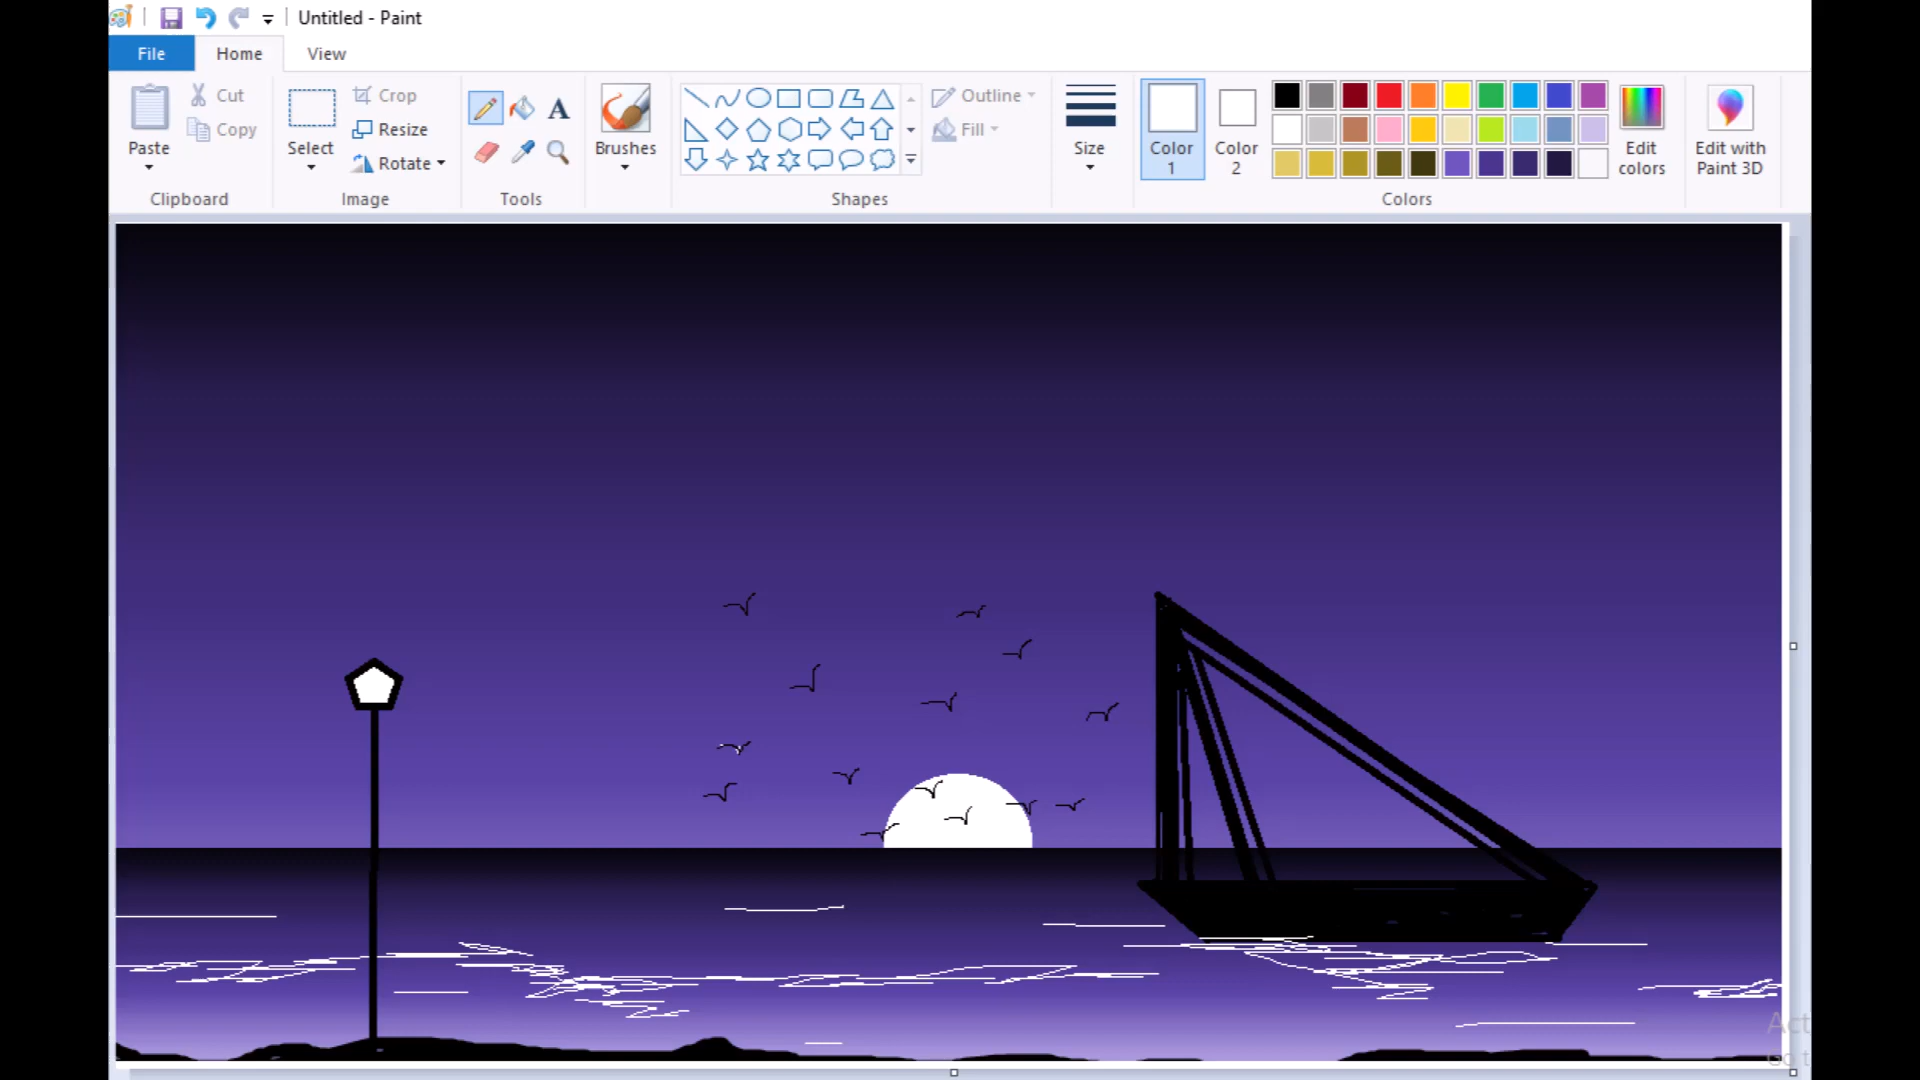 Untitled - Paint
File Home View
Paste
Cut
Copy
Clipboard
Select
Crop
Resize
Rotate
Image
A
Tools
Brushes
Shapes
Outline
Fill
Size
Color 1
Color 2
Edit colors
Colors
Edit with Paint 3D